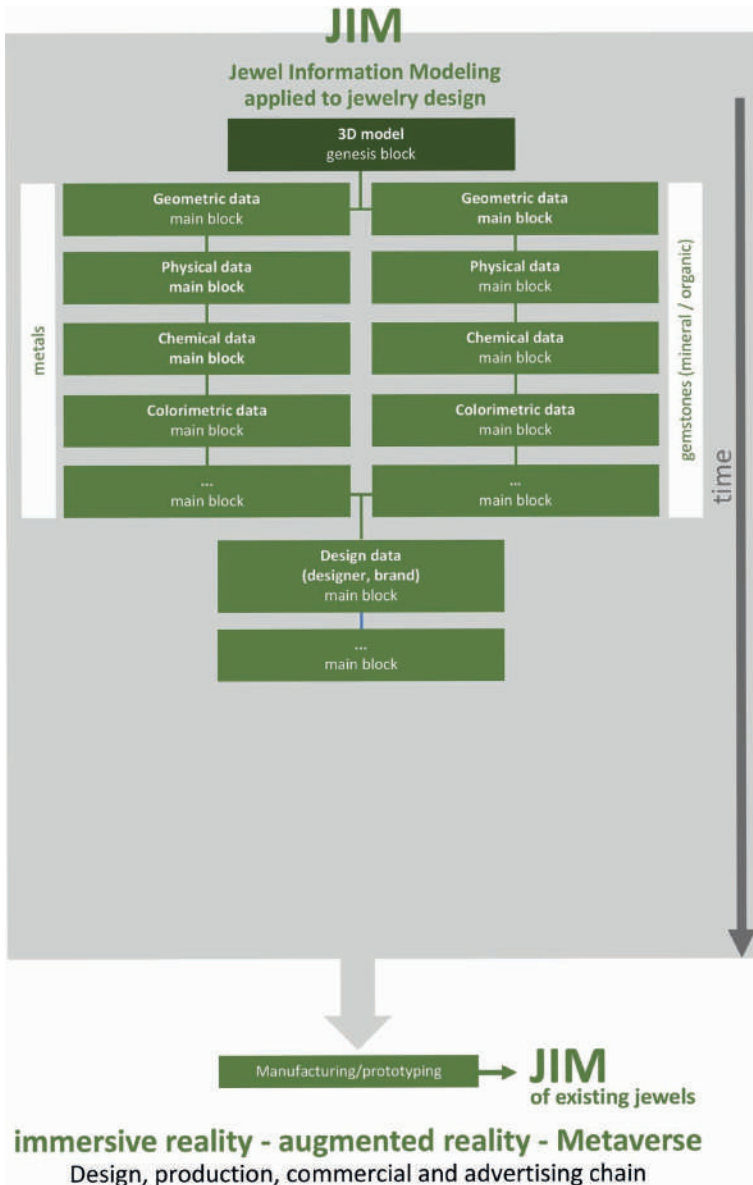 JIM
Jewel Information Modeling
applied to jewelry design
3D model
genesis block
metals
Geometric data
main block
Physical data
main block
Chemical data
main block
Colorimetric data
main block
...
main block
Geometric data
main block
Physical data
main block
Chemical data
main block
Colorimetric data
main block
...
main block
gemstones (mineral / organic)
time
Design data
(designer, brand)
main block
...
main block
Manufacturing/prototyping
JIM
of existing jewels
immersive reality - augmented reality - Metaverse
Design, production, commercial and advertising chain